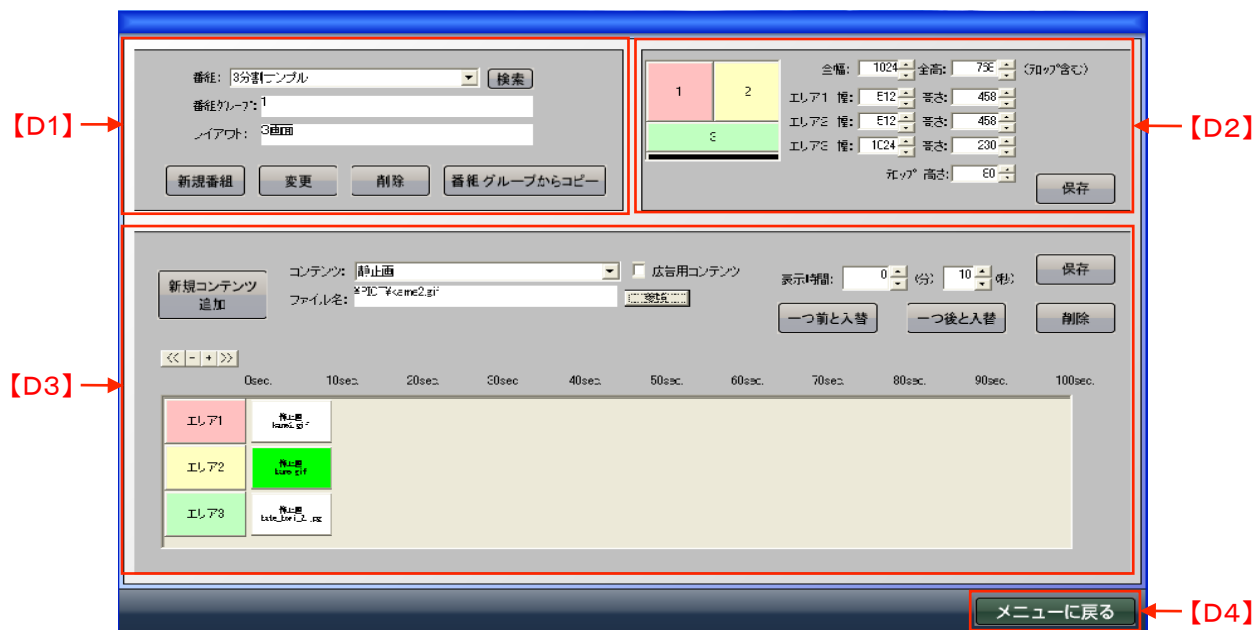 【D1】
番組: 3分割サンプル 検索
番組グループ: 1
レイアウト: 3画面
新規番組 変更 削除 番組グループからコピー
【D2】
1 2
3
全幅: 1024 全高: 768 (テロップ含む)
エリア1 幅: 512 高さ: 458
エリア2 幅: 512 高さ: 458
エリア3 幅: 1024 高さ: 230
テロップ 高さ: 80
保存
【D3】
新規コンテンツ
追加
コンテンツ: 静止画 広告用コンテンツ
ファイル名: ¥PICT¥kame2.gif 参照
表示時間: 0 (分) 10 (秒) 保存
一つ前と入替 一つ後と入替 削除
<< - + >>
0sec. 10sec. 20sec. 30sec. 40sec. 50sec. 60sec. 70sec. 80sec. 90sec. 100sec.
エリア1 静止画
エリア2 静止画
エリア3 静止画
メニューに戻る
【D4】